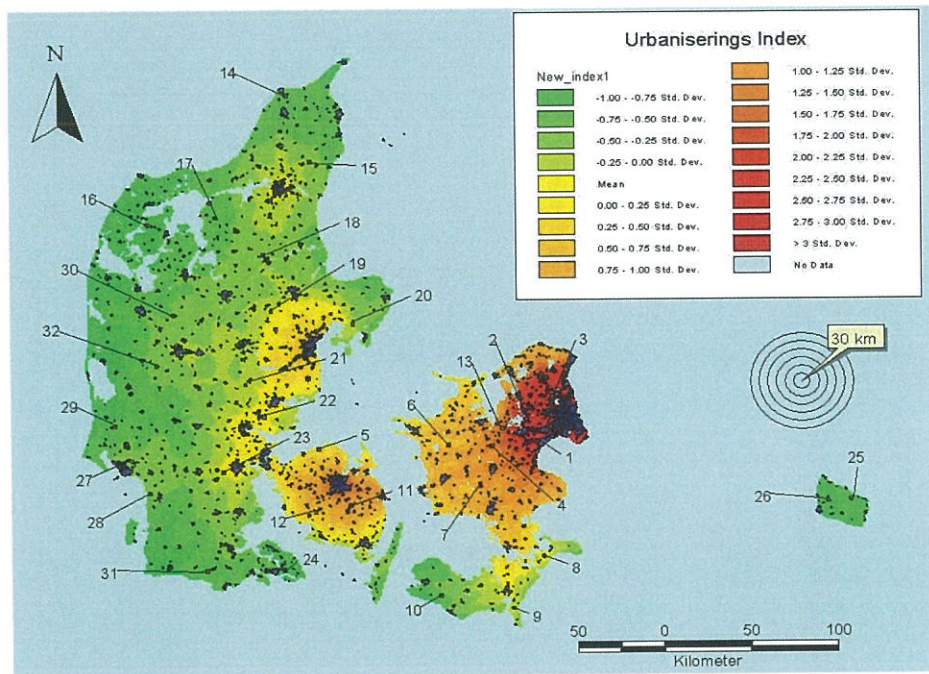 Urbaniserings Index
New_index1
-1.00 - -0.75 Std. Dev.
-0.75 - -0.50 Std. Dev.
-0.50 - -0.25 Std. Dev.
-0.25 - 0.00 Std. Dev.
Mean
0.00 - 0.25 Std. Dev.
0.25 - 0.50 Std. Dev.
0.50 - 0.75 Std. Dev.
0.75 - 1.00 Std. Dev.
1.00 - 1.25 Std. Dev.
1.25 - 1.50 Std. Dev.
1.50 - 1.75 Std. Dev.
1.75 - 2.00 Std. Dev.
2.00 - 2.25 Std. Dev.
2.25 - 2.50 Std. Dev.
2.50 - 2.75 Std. Dev.
2.75 - 3.00 Std. Dev.
> 3 Std. Dev.
No Data
N
14
15
17
16
18
30
19
20
32
21
22
29
23
5
27
28
12
11
24
31
2
3
13
6
1
7
4
8
10
9
30 km
25
26
50 0 50 100
Kilometer